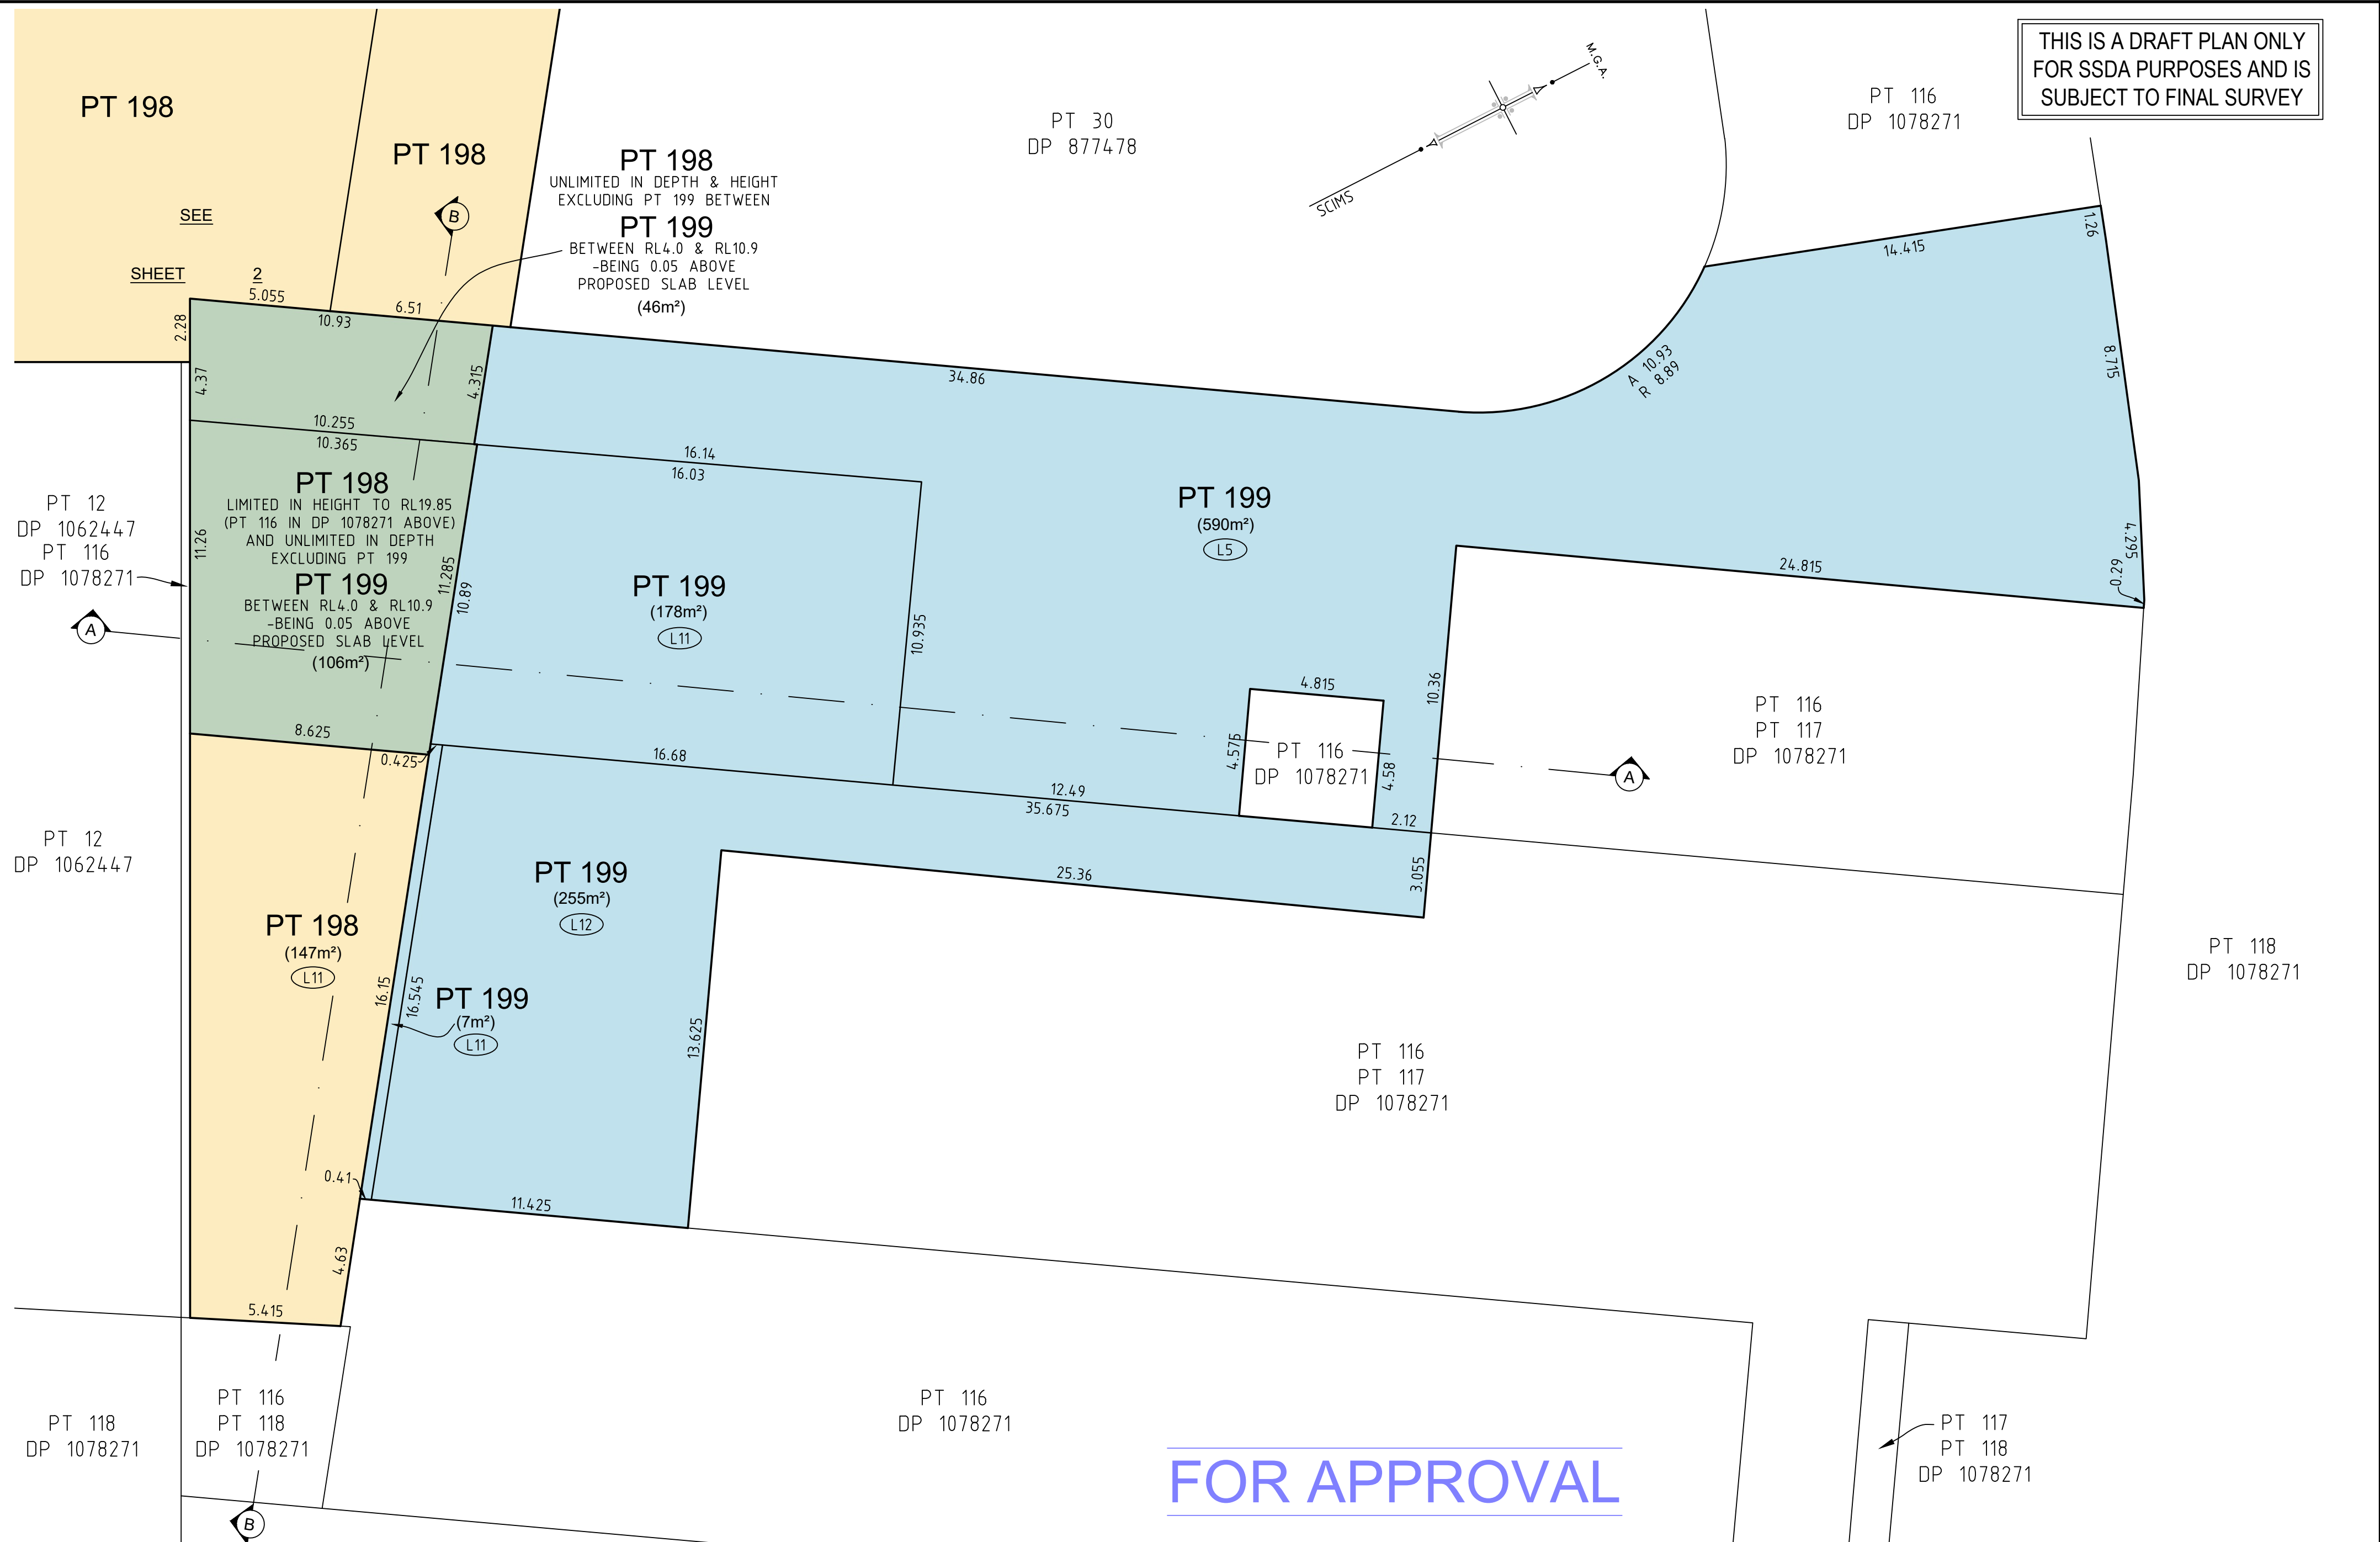 THIS IS A DRAFT PLAN ONLY
FOR SSDA PURPOSES AND IS
SUBJECT TO FINAL SURVEY
PT 198
PT 198
B
SEE
SHEET 2
PT 198
UNLIMITED IN DEPTH & HEIGHT
EXCLUDING PT 199 BETWEEN
PT 199
BETWEEN RL4.0 & RL10.9
-BEING 0.05 ABOVE
PROPOSED SLAB LEVEL
(46m²)
PT 30
DP 877478
M.G.A.
SCIMS
PT 116
DP 1078271
5.055
10.93
6.51
2.28
4.37
4.315
34.86
A 10.93
R 8.89
14.415
1.26
8.715
4.295
0.29
24.815
10.255
10.365
16.14
16.03
PT 12
DP 1062447
PT 116
DP 1078271
A
11.26
PT 198
LIMITED IN HEIGHT TO RL19.85
(PT 116 IN DP 1078271 ABOVE)
AND UNLIMITED IN DEPTH
EXCLUDING PT 199
PT 199
BETWEEN RL4.0 & RL10.9
-BEING 0.05 ABOVE
PROPOSED SLAB LEVEL
(106m²)
11.285
10.89
PT 199
(178m²)
L11
10.935
PT 199
(590m²)
L5
10.36
4.815
4.575
PT 116
DP 1078271
4.58
A
PT 116
PT 117
DP 1078271
8.625
0.425
16.68
12.49
35.675
2.12
3.055
25.36
PT 12
DP 1062447
PT 199
(255m²)
L12
PT 198
(147m²)
L11
16.15
16.545
PT 199
(7m²)
L11
13.625
PT 118
DP 1078271
PT 116
PT 117
DP 1078271
0.41
11.425
4.63
5.415
PT 118
DP 1078271
PT 116
PT 118
DP 1078271
B
PT 116
DP 1078271
PT 117
PT 118
DP 1078271
FOR APPROVAL